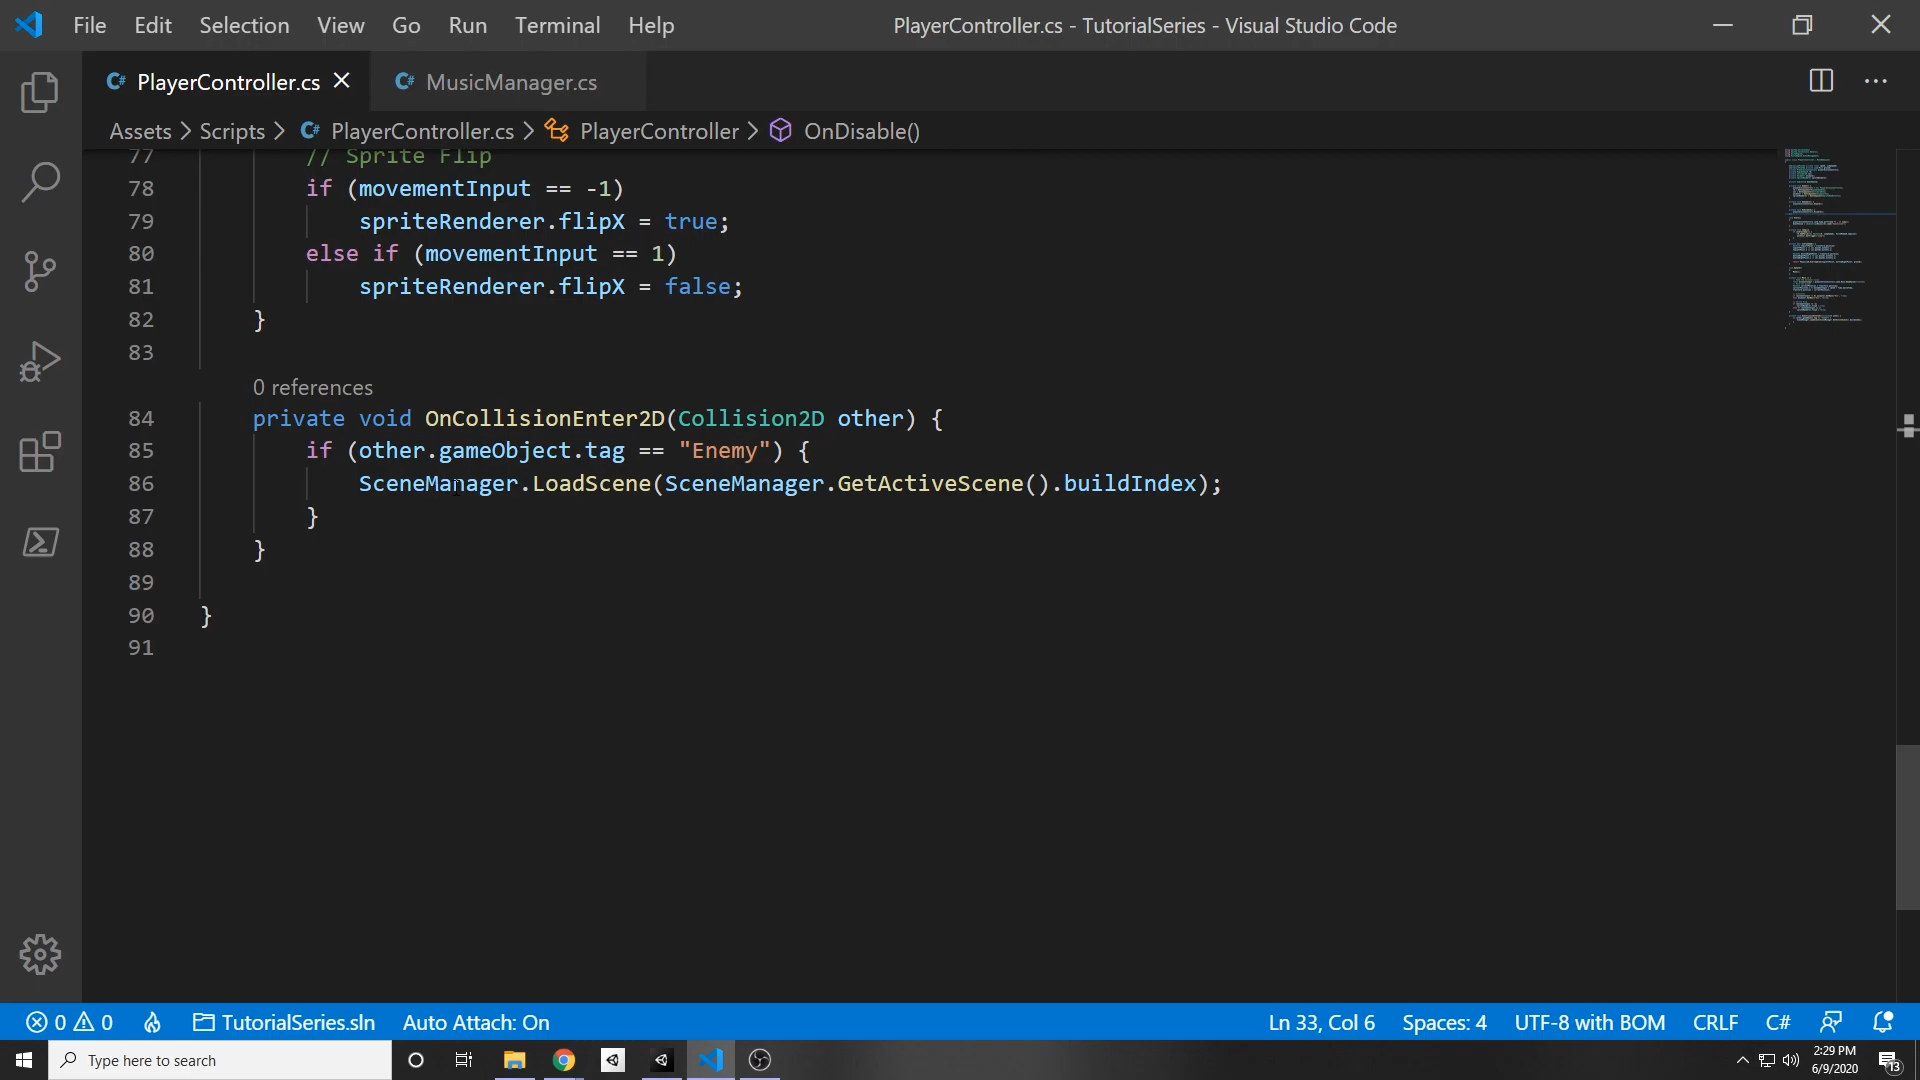 File Edit Selection View Go Run Terminal Help PlayerController.cs - TutorialSeries - Visual Studio Code
C# PlayerController.cs C# MusicManager.cs
Assets > Scripts > C# PlayerController.cs > PlayerController > OnDisable()
77 // Sprite Flip
78 if (movementInput == -1)
79 spriteRenderer.flipX = true;
80 else if (movementInput == 1)
81 spriteRenderer.flipX = false;
82 }
83
0 references
84 private void OnCollisionEnter2D(Collision2D other) {
85 if (other.gameObject.tag == "Enemy") {
86 SceneManager.LoadScene(SceneManager.GetActiveScene().buildIndex);
87 }
88 }
89
90 }
91
0 0 TutorialSeries.sln Auto Attach: On Ln 33, Col 6 Spaces: 4 UTF-8 with BOM CRLF C#
Type here to search
2:29 PM
6/9/2020
13